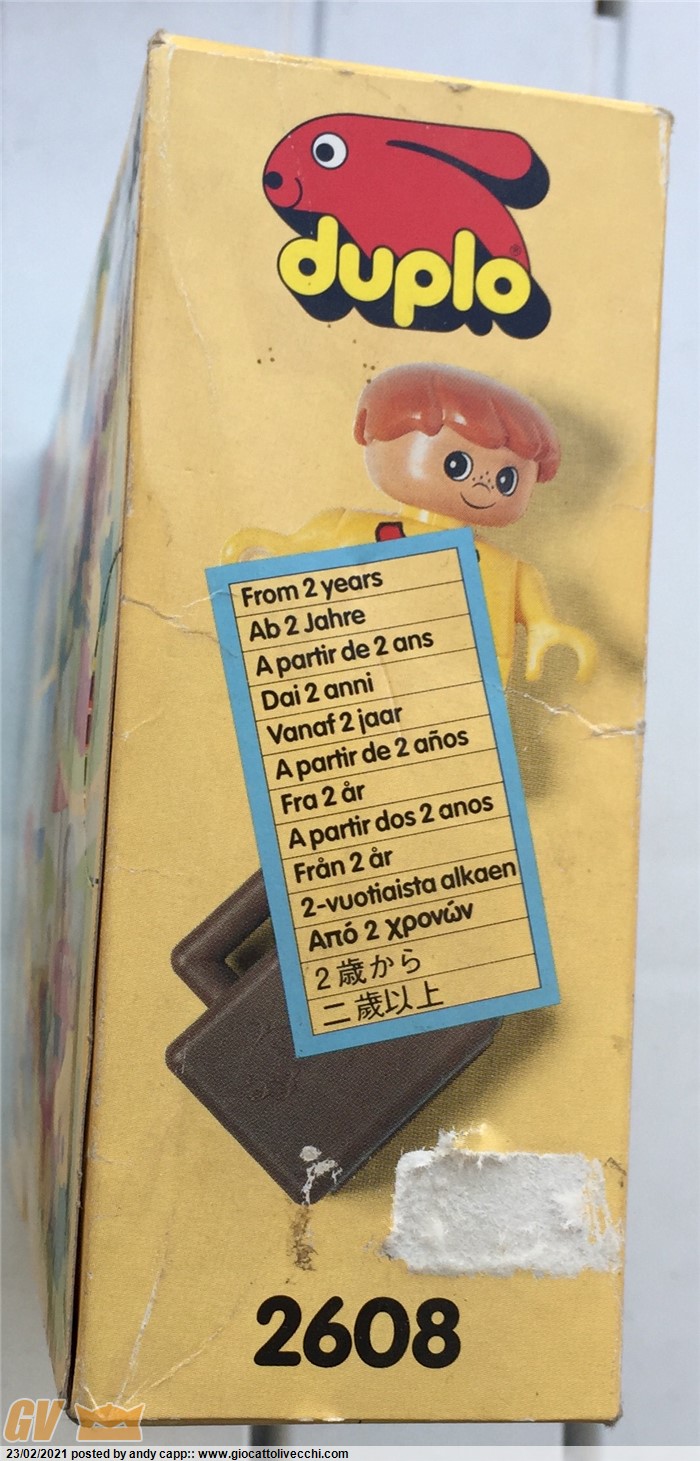 duplo
®
From 2 years
Ab 2 Jahre
A partir de 2 ans
Dai 2 anni
Vanaf 2 jaar
A partir de 2 años
Fra 2 år
A partir dos 2 anos
Från 2 år
2-vuotiaista alkaen
Από 2 χρονών
2歳から
二歲以上
2608
GV
23/02/2021 posted by andy capp:: www.giocattolivecchi.com